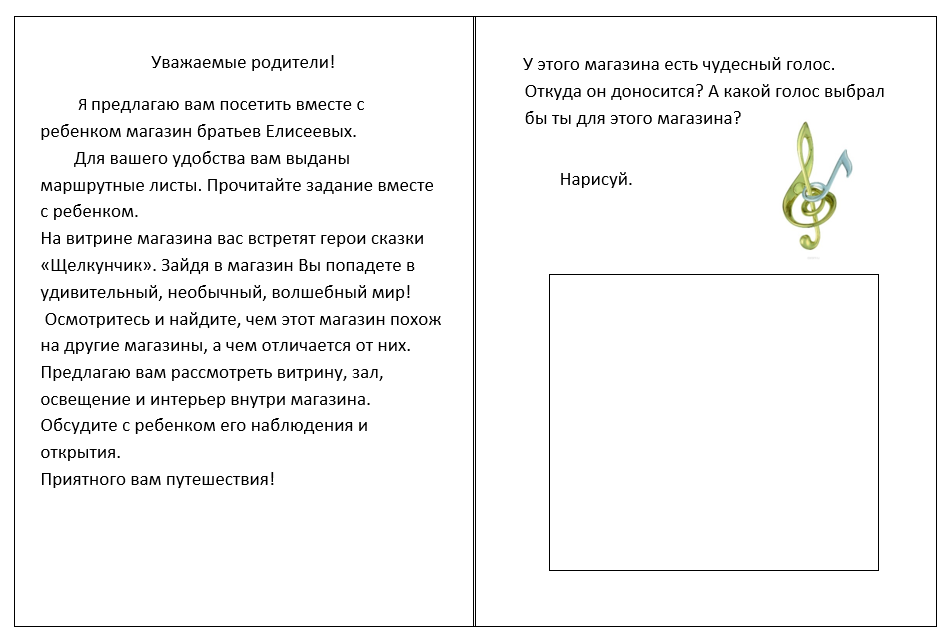 Уважаемые родители!
Я предлагаю вам посетить вместе с
ребенком магазин братьев Елисеевых.
Для вашего удобства вам выданы
маршрутные листы. Прочитайте задание вместе
с ребенком.
На витрине магазина вас встретят герои сказки
«Щелкунчик». Зайдя в магазин Вы попадете в
удивительный, необычный, волшебный мир!
Осмотритесь и найдите, чем этот магазин похож
на другие магазины, а чем отличается от них.
Предлагаю вам рассмотреть витрину, зал,
освещение и интерьер внутри магазина.
Обсудите с ребенком его наблюдения и
открытия.
Приятного вам путешествия!
У этого магазина есть чудесный голос.
Откуда он доносится? А какой голос выбрал
бы ты для этого магазина?
Нарисуй.